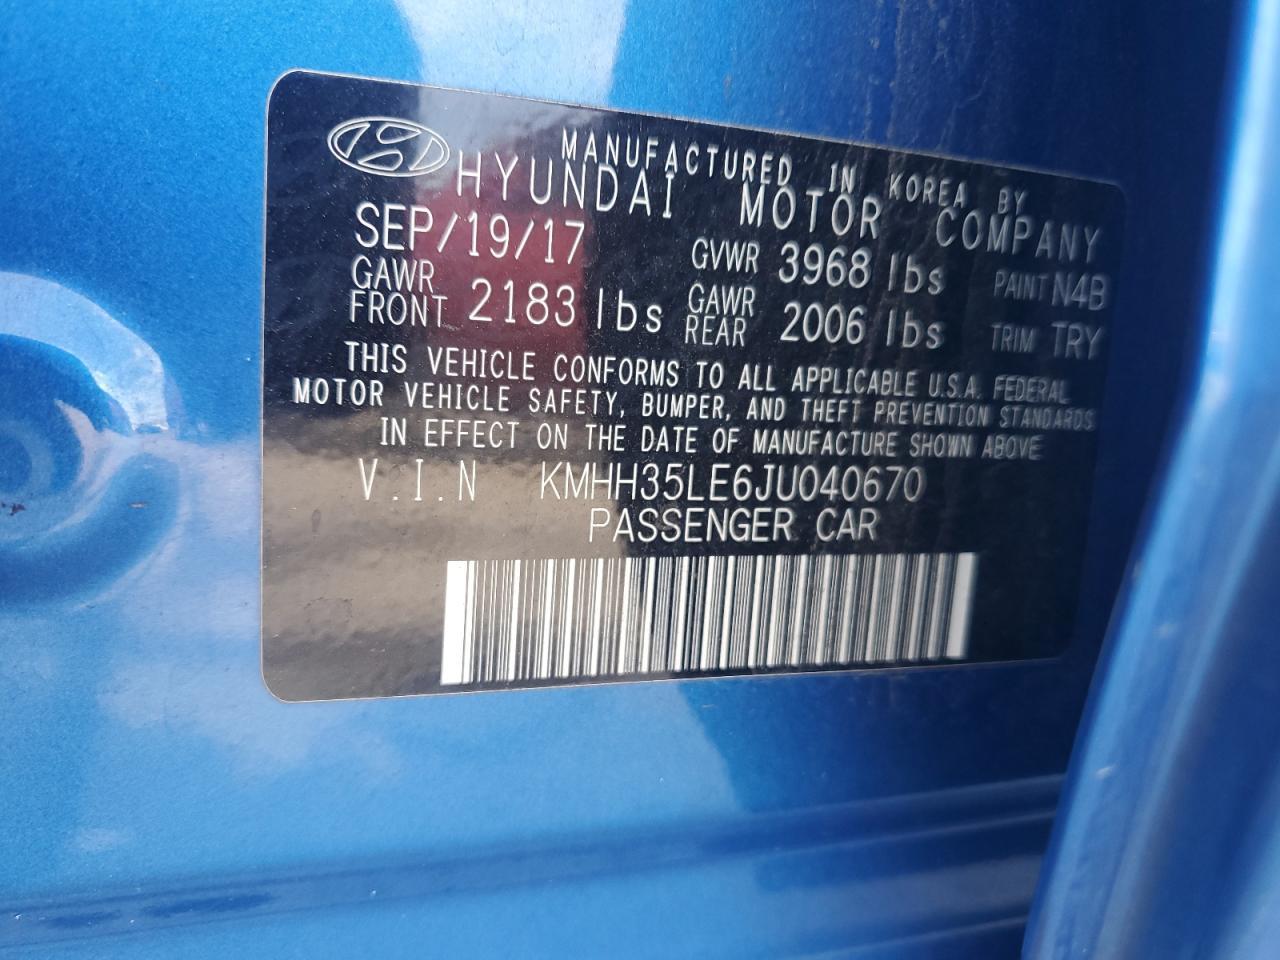 MANUFACTURED IN KOREA BY
HYUNDAI MOTOR COMPANY
SEP/19/17 GVWR 3968 lbs PAINT N4B
GAWR FRONT 2183 lbs GAWR REAR 2006 lbs TRIM TRY
THIS VEHICLE CONFORMS TO ALL APPLICABLE U.S.A. FEDERAL
MOTOR VEHICLE SAFETY, BUMPER, AND THEFT PREVENTION STANDARDS
IN EFFECT ON THE DATE OF MANUFACTURE SHOWN ABOVE
V.I.N KMHH35LE6JU040670
PASSENGER CAR